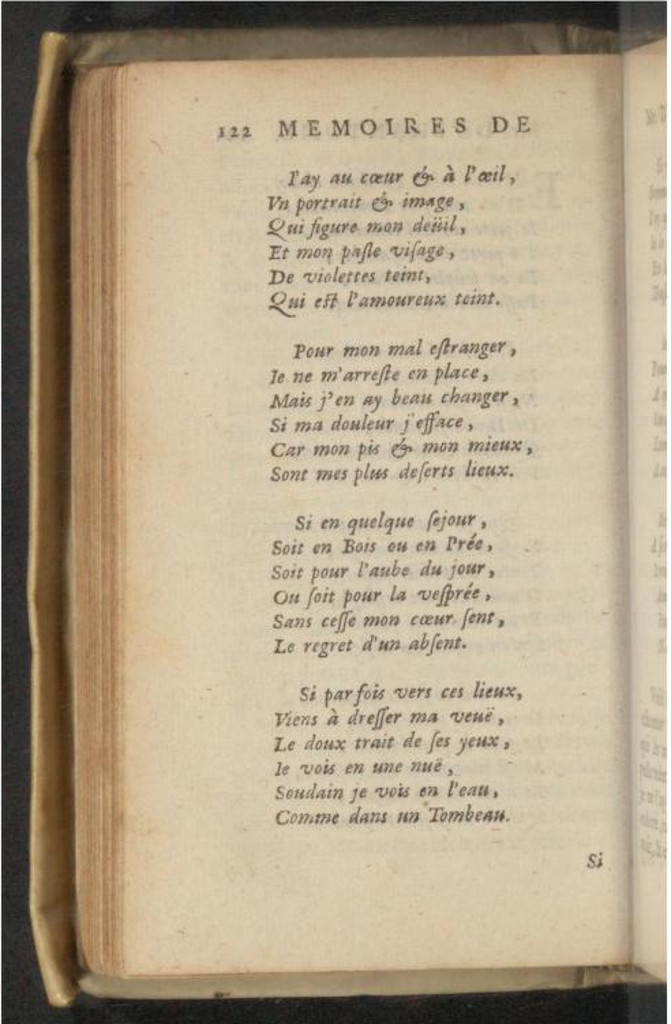 122 MEMOIRES DE
I'ay au cœur & à l'œil,
Vn portrait & image,
Qui figure mon deüil,
Et mon paſle viſage,
De violettes teint,
Qui eſt l'amoureux teint.
Pour mon mal eſtranger,
Ie ne m'arreſte en place,
Mais j'en ay beau changer,
Si ma douleur j'efface,
Car mon pis & mon mieux,
Sont mes plus deſerts lieux.
Si en quelque ſejour,
Soit en Bois ou en Prée,
Soit pour l'aube du jour,
Ou ſoit pour la veſprée,
Sans ceſſe mon cœur ſent,
Le regret d'un abſent.
Si parfois vers ces lieux,
Viens à dreſſer ma veuë,
Le doux trait de ſes yeux,
Ie vois en une nuë,
Soudain je vois en l'eau,
Comme dans un Tombeau.
Si